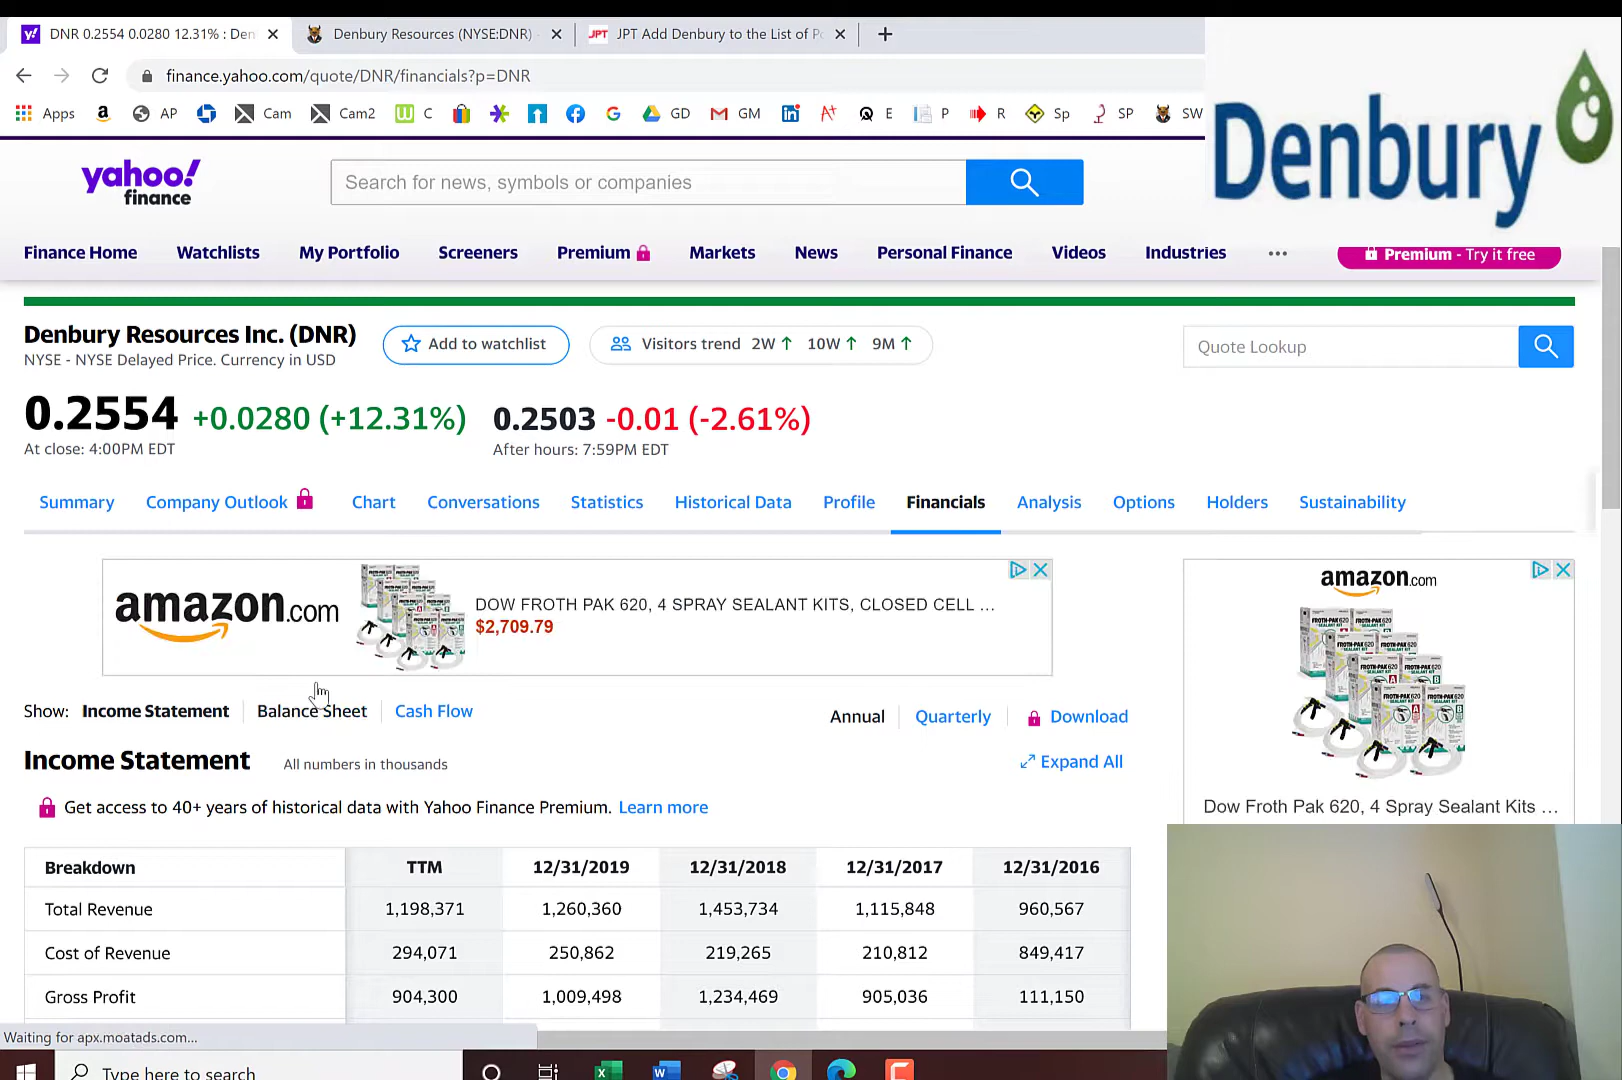 DNR 0.2554 0.0280 12.31% : Den
Denbury Resources (NYSE:DNR) -
JPT Add Denbury to the List of Po
finance.yahoo.com/quote/DNR/financials?p=DNR
Apps AP Cam Cam2 C GD GM E P R Sp SP SW
Denbury
yahoo!
finance
Search for news, symbols or companies
Finance Home Watchlists My Portfolio Screeners Premium Markets News Personal Finance Videos Industries ... Premium - Try it free
Denbury Resources Inc. (DNR)
NYSE - NYSE Delayed Price. Currency in USD
Add to watchlist
Visitors trend 2W ↑ 10W ↑ 9M ↑
Quote Lookup
0.2554 +0.0280 (+12.31%) 0.2503 -0.01 (-2.61%)
At close: 4:00PM EDT After hours: 7:59PM EDT
Summary Company Outlook Chart Conversations Statistics Historical Data Profile Financials Analysis Options Holders Sustainability
amazon.com
DOW FROTH PAK 620, 4 SPRAY SEALANT KITS, CLOSED CELL ...
$2,709.79
amazon.com
Dow Froth Pak 620, 4 Spray Sealant Kits ...
Show: Income Statement Balance Sheet Cash Flow Annual Quarterly Download
Income Statement All numbers in thousands Expand All
Get access to 40+ years of historical data with Yahoo Finance Premium. Learn more
Breakdown TTM 12/31/2019 12/31/2018 12/31/2017 12/31/2016
Total Revenue 1,198,371 1,260,360 1,453,734 1,115,848 960,567
Cost of Revenue 294,071 250,862 219,265 210,812 849,417
Gross Profit 904,300 1,009,498 1,234,469 905,036 111,150
Waiting for apx.moatads.com...
Type here to search